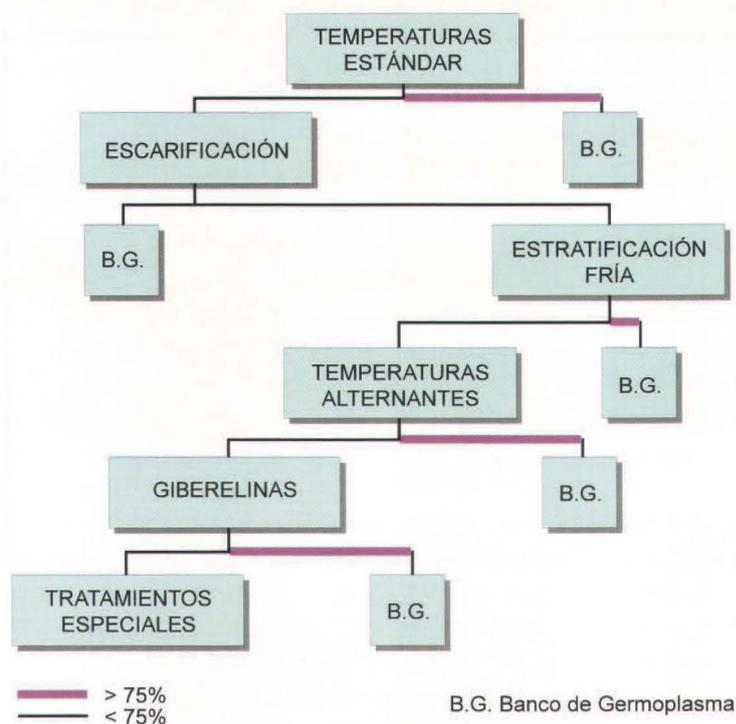 TEMPERATURAS
ESTÁNDAR
ESCARIFICACIÓN
B.G.
B.G.
ESTRATIFICACIÓN
FRÍA
TEMPERATURAS
ALTERNANTES
B.G.
GIBERELINAS
B.G.
TRATAMIENTOS
ESPECIALES
B.G.
> 75%
< 75%
B.G. Banco de Germoplasma